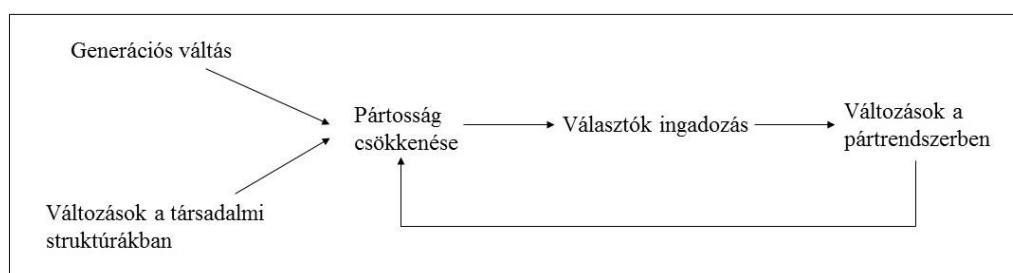 Generációs váltás
Pártosság
csökkenése
Választók ingadozás
Változások a
pártrendszerben
Változások a társadalmi
struktúrákban